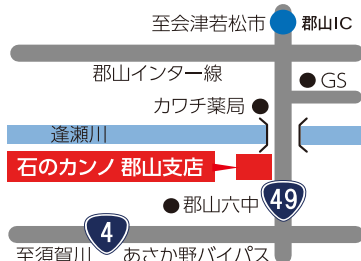 至会津若松市
郡山IC
郡山インター線
GS
カワチ薬局
逢瀬川
石のカンノ 郡山支店
49
郡山六中
4
至須賀川
あさか野バイパス